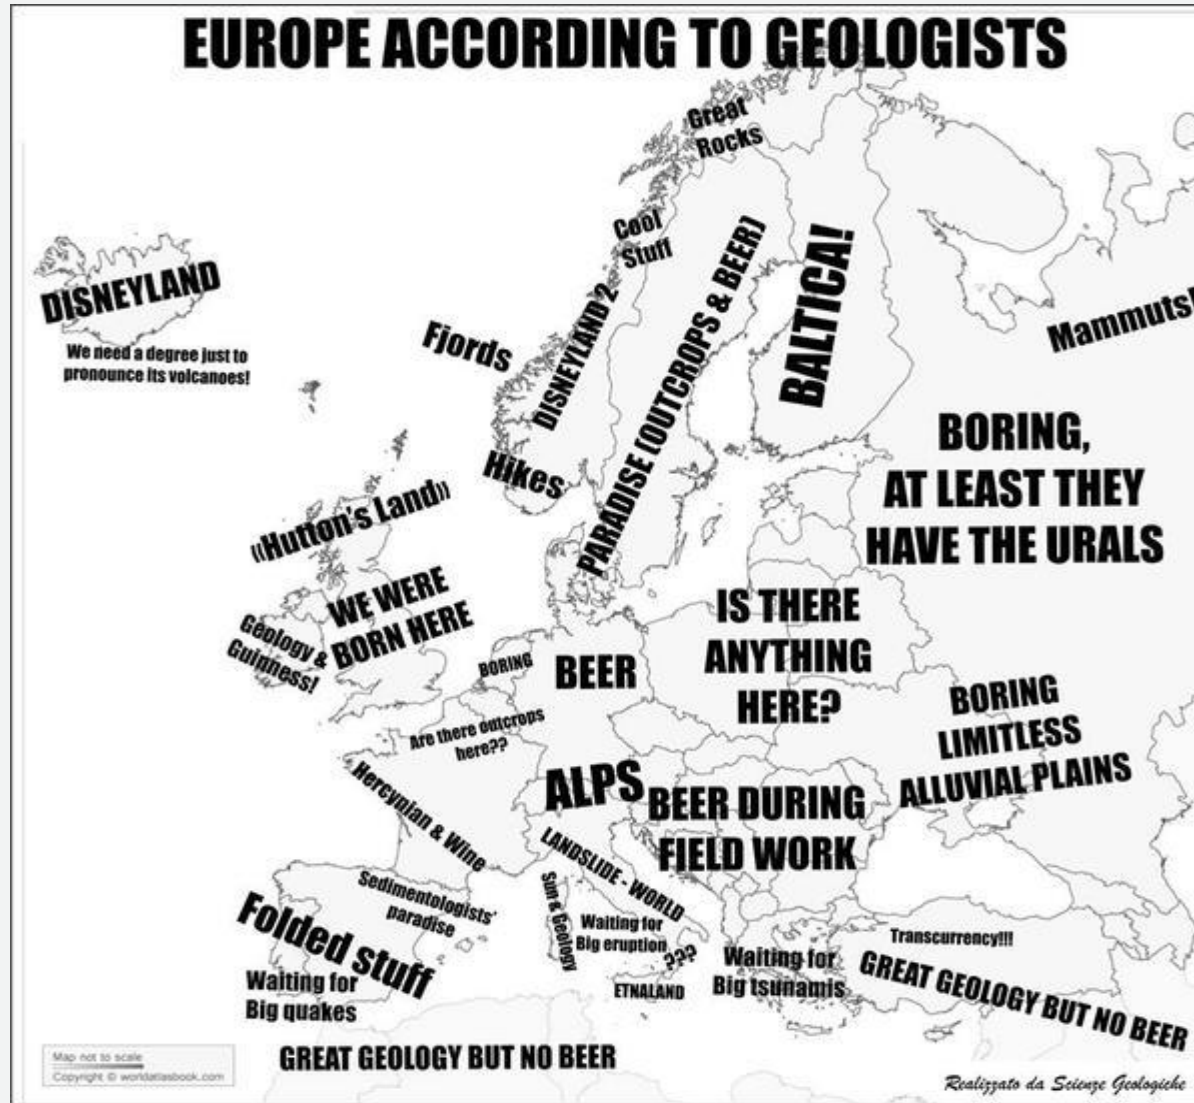 EUROPE ACCORDING TO GEOLOGISTS
Great
Rocks
Cool
Stuff
DISNEYLAND
We need a degree just to
pronounce its volcanoes!
Fjords
DISNEYLAND 2
Hikes
PARADISE (OUTCROPS & BEER)
BALTICA!
Mammuts!
BORING,
AT LEAST THEY
HAVE THE URALS
«Hutton's Land»
WE WERE
BORN HERE
Geology &
Guinness!
BORING
BEER
IS THERE
ANYTHING
HERE?
Are there outcrops
here??
BORING
LIMITLESS
ALLUVIAL PLAINS
Hercynian & Wine
ALPS
BEER DURING
FIELD WORK
LANDSLIDE - WORLD
Sedimentologists'
paradise
Folded stuff
Sun & Geology
Waiting for
Big eruption
???
ETNALAND
Waiting for
Big tsunamis
Transcurrency!!!
GREAT GEOLOGY BUT NO BEER
Waiting for
Big quakes
GREAT GEOLOGY BUT NO BEER
Map not to scale
Copyright © worldatlasbook.com
Realizzato da Scienze Geologiche